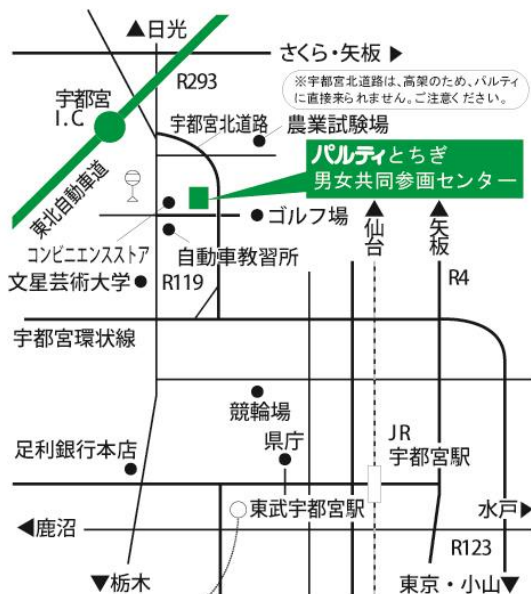 ▲日光
さくら・矢板 ▶
R293
※宇都宮北道路は、高架のため、パルティ
に直接来られません。ご注意ください。
宇都宮
I.C
宇都宮北道路
農業試験場
東北自動車道
パルティとちぎ
男女共同参画センター
ゴルフ場
▲仙台
▲矢板
コンビニエンスストア
自動車教習所
文星芸術大学
R119
R4
宇都宮環状線
競輪場
足利銀行本店
県庁
JR
宇都宮駅
東武宇都宮駅
水戸▶
◀鹿沼
R123
▼栃木
東京・小山▼